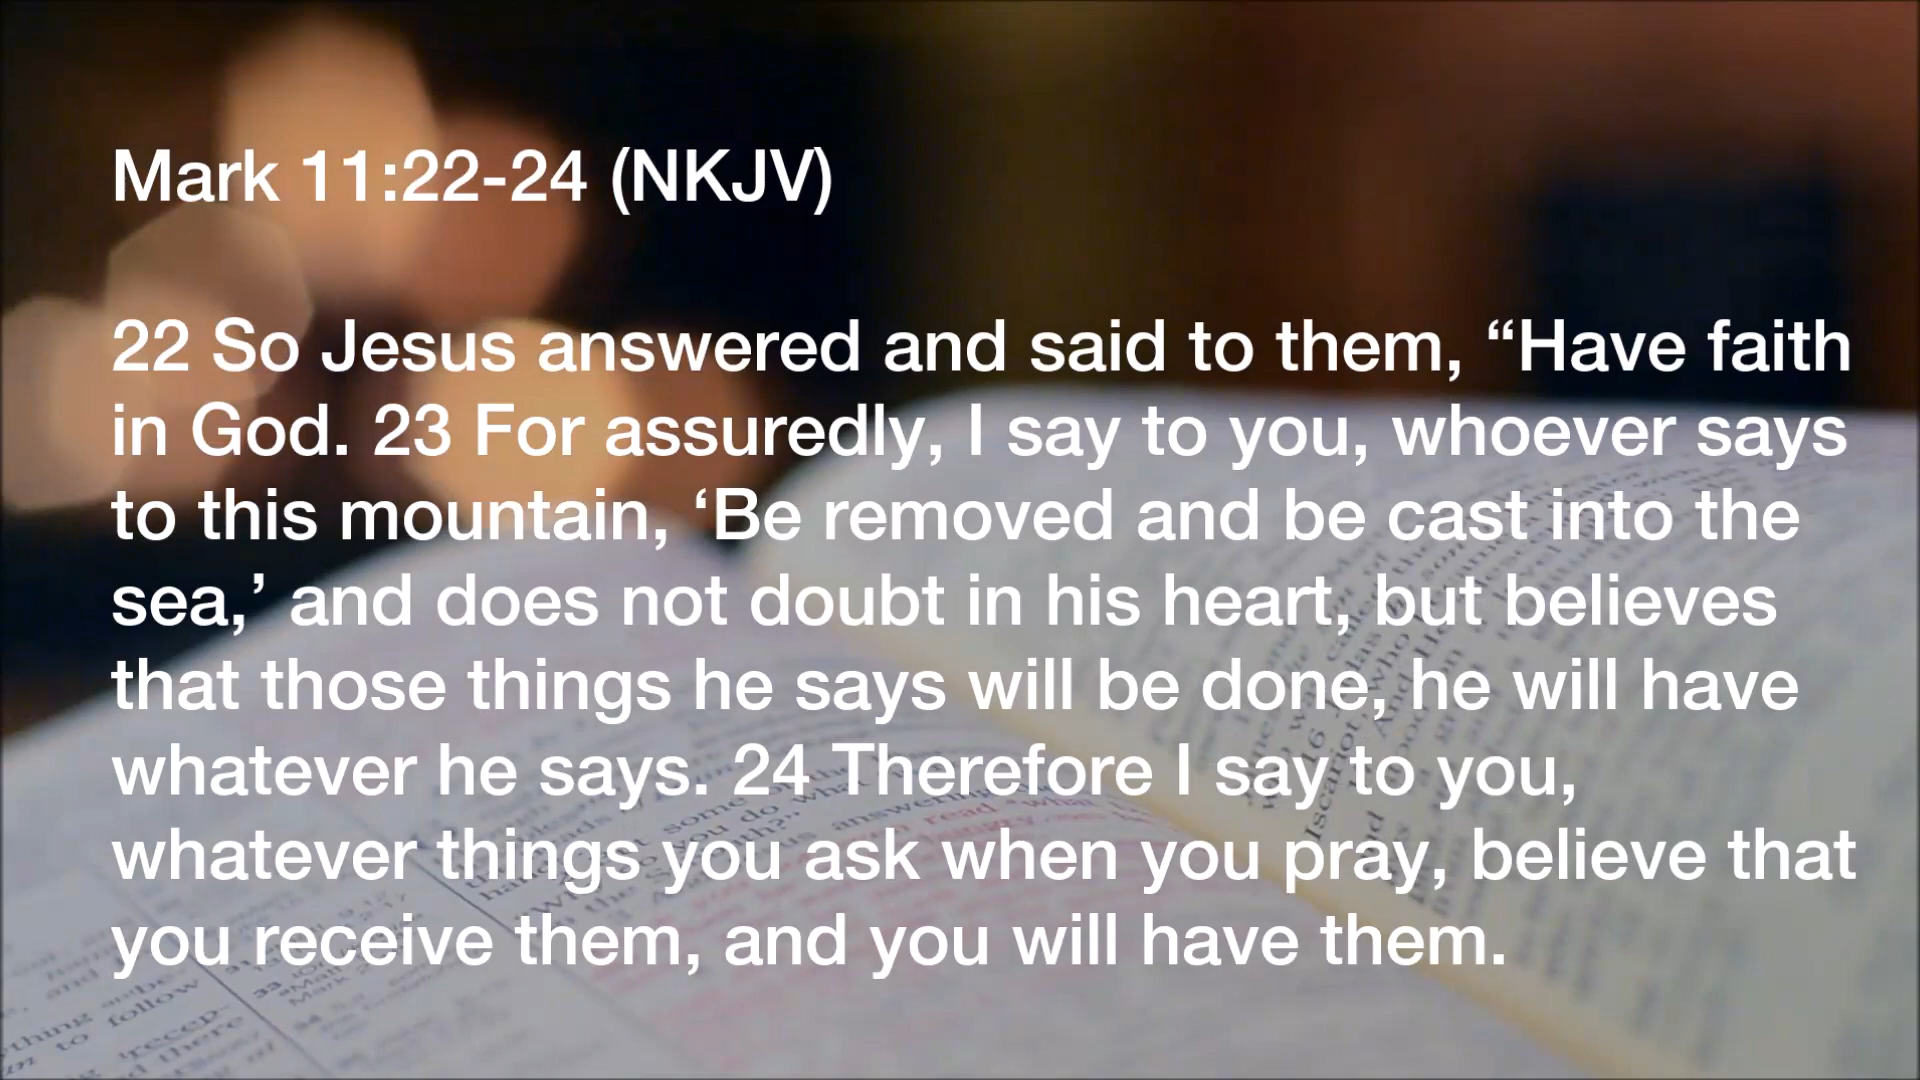 Mark 11:22-24 (NKJV)
22 So Jesus answered and said to them, “Have faith
in God. 23 For assuredly, I say to you, whoever says
to this mountain, ‘Be removed and be cast into the
sea,’ and does not doubt in his heart, but believes
that those things he says will be done, he will have
whatever he says. 24 Therefore I say to you,
whatever things you ask when you pray, believe that
you receive them, and you will have them.